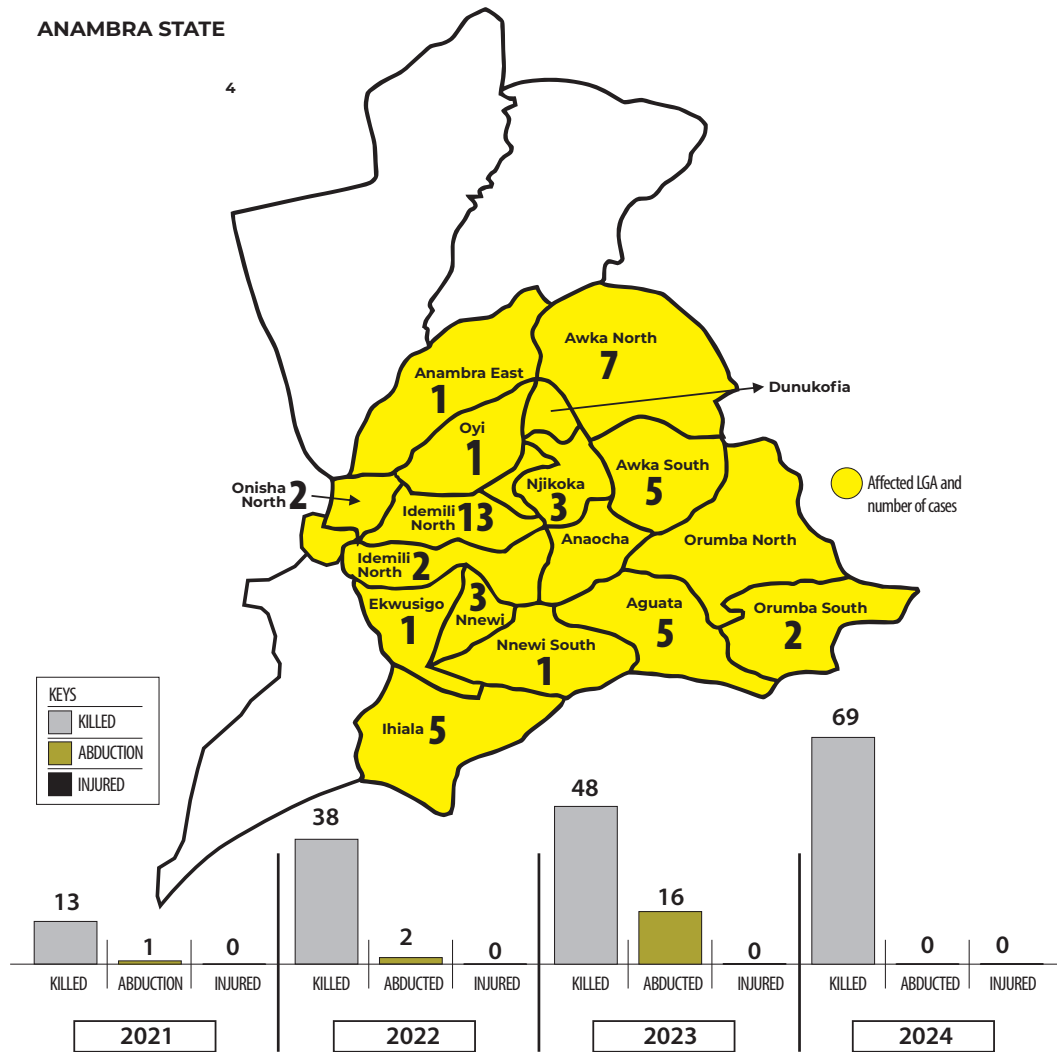 ANAMBRA STATE
4
Awka North
7
Anambra East
1
Dunukofia
Oyi
1
Awka South
5
Onisha
North 2
Njikoka
3
Idemili
North 13
Affected LGA and
number of cases
Anaocha
Orumba North
Idemili
North 2
Ekwusigo
1
3
Nnewi
Aguata
5
Orumba South
2
Nnewi South
1
Ihiala 5
KEYS
KILLED
ABDUCTION
INJURED
13
1
0
38
2
0
48
16
0
69
0
0
KILLED ABDUCTION INJURED
KILLED ABDUCTED INJURED
KILLED ABDUCTED INJURED
KILLED ABDUCTED INJURED
2021
2022
2023
2024